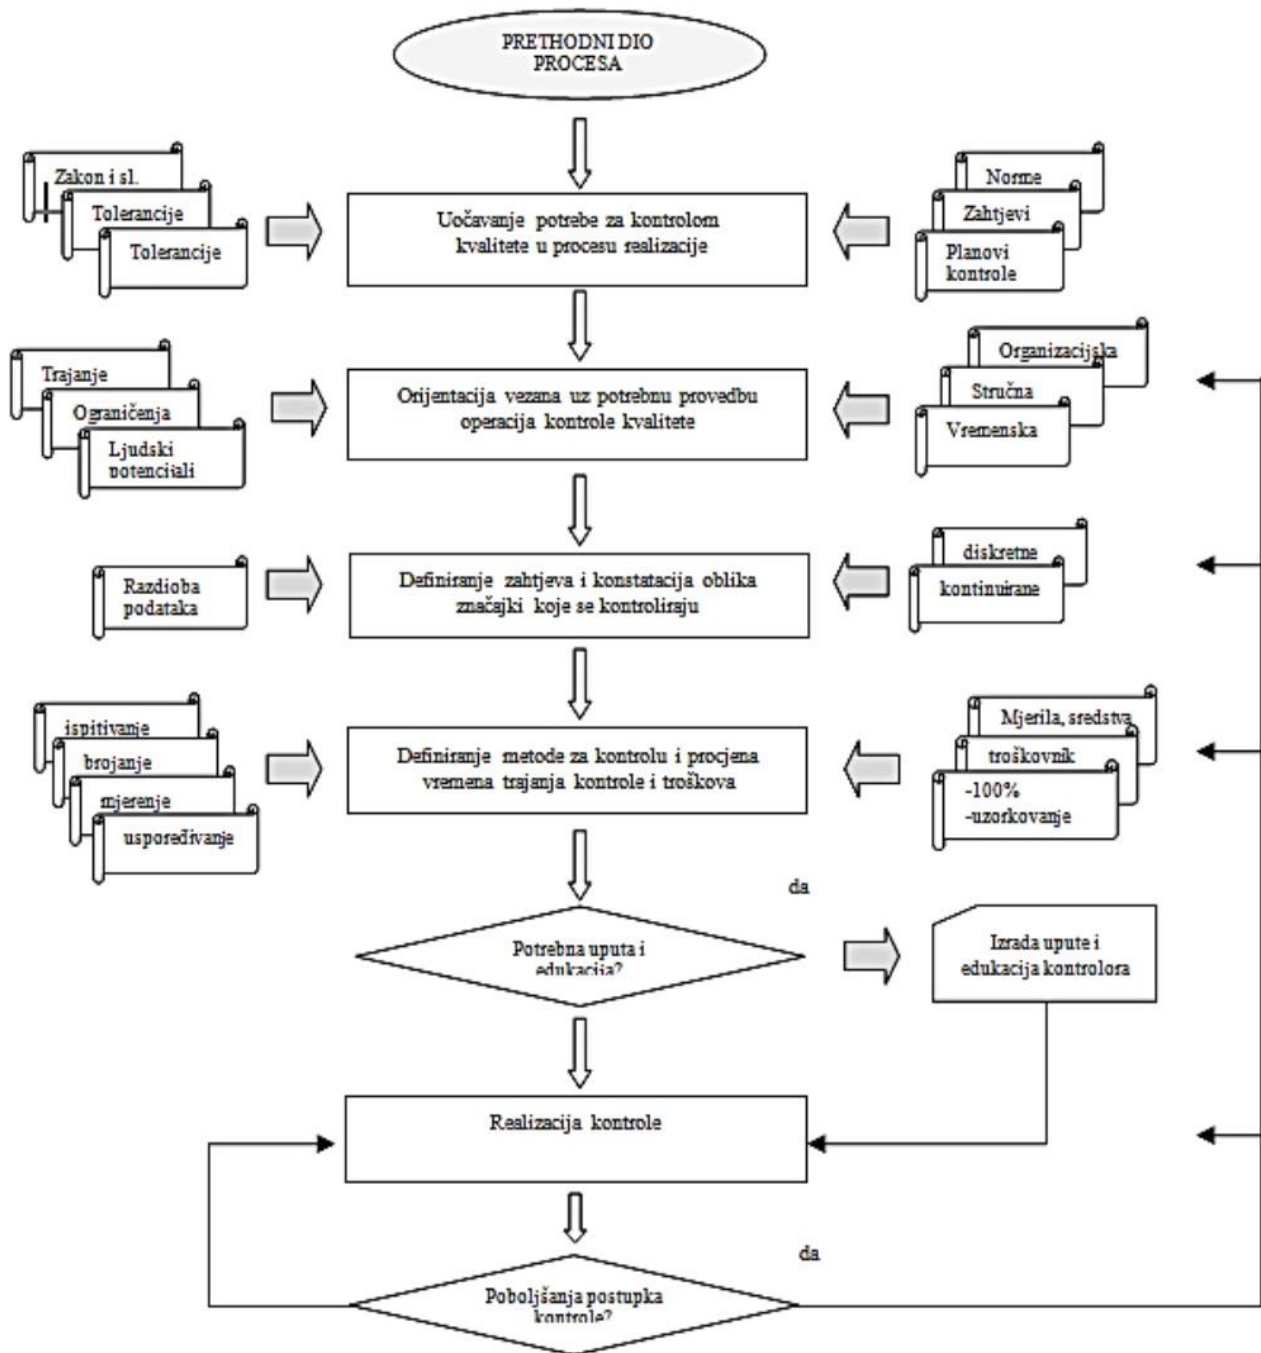 PRETHODNI DIO
PROCESA
Zakon i sl.
Tolerancije
Tolerancije
Uočavanje potrebe za kontrolom
kvalitete u procesu realizacije
Norme
Zahtjevi
Planovi
kontrole
Trajanje
Ograničenja
Ljudski
potencijali
Orijentacija vezana uz potrebnu provedbu
operacija kontrole kvalitete
Organizacijska
Stručna
Vremenska
Razdioba
podataka
Definiranje zahtjeva i konstatacija oblika
značajki koje se kontroliraju
diskretne
kontinuirane
ispitivanje
brojanje
mjerenje
uspoređivanje
Definiranje metode za kontrolu i procjena
vremena trajanja kontrole i troškova
Mjerila, sredstva
troškovnik
-100%
-uzorkovanje
da
Potrebna uputa i
edukacija?
Izrada upute i
edukacija kontrolora
Realizacija kontrole
da
Poboljšanja postupka
kontrole?